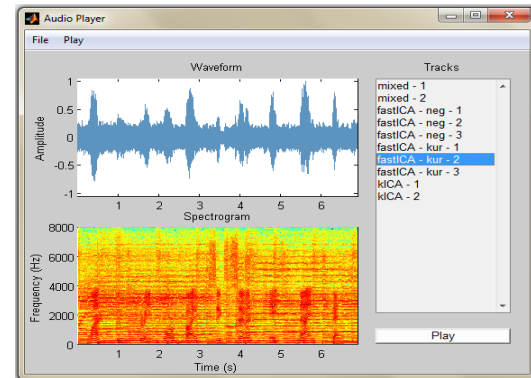 Audio Player
File Play
Waveform
Amplitude
1
0.5
0
-0.5
-1
1 2 3 4 5 6
Spectrogram
Frequency (Hz)
8000
6000
4000
2000
0
1 2 3 4 5 6
Time (s)
Tracks
mixed - 1
mixed - 2
fastICA - neg - 1
fastICA - neg - 2
fastICA - neg - 3
fastICA - kur - 1
fastICA - kur - 2
fastICA - kur - 3
kICA - 1
kICA - 2
Play